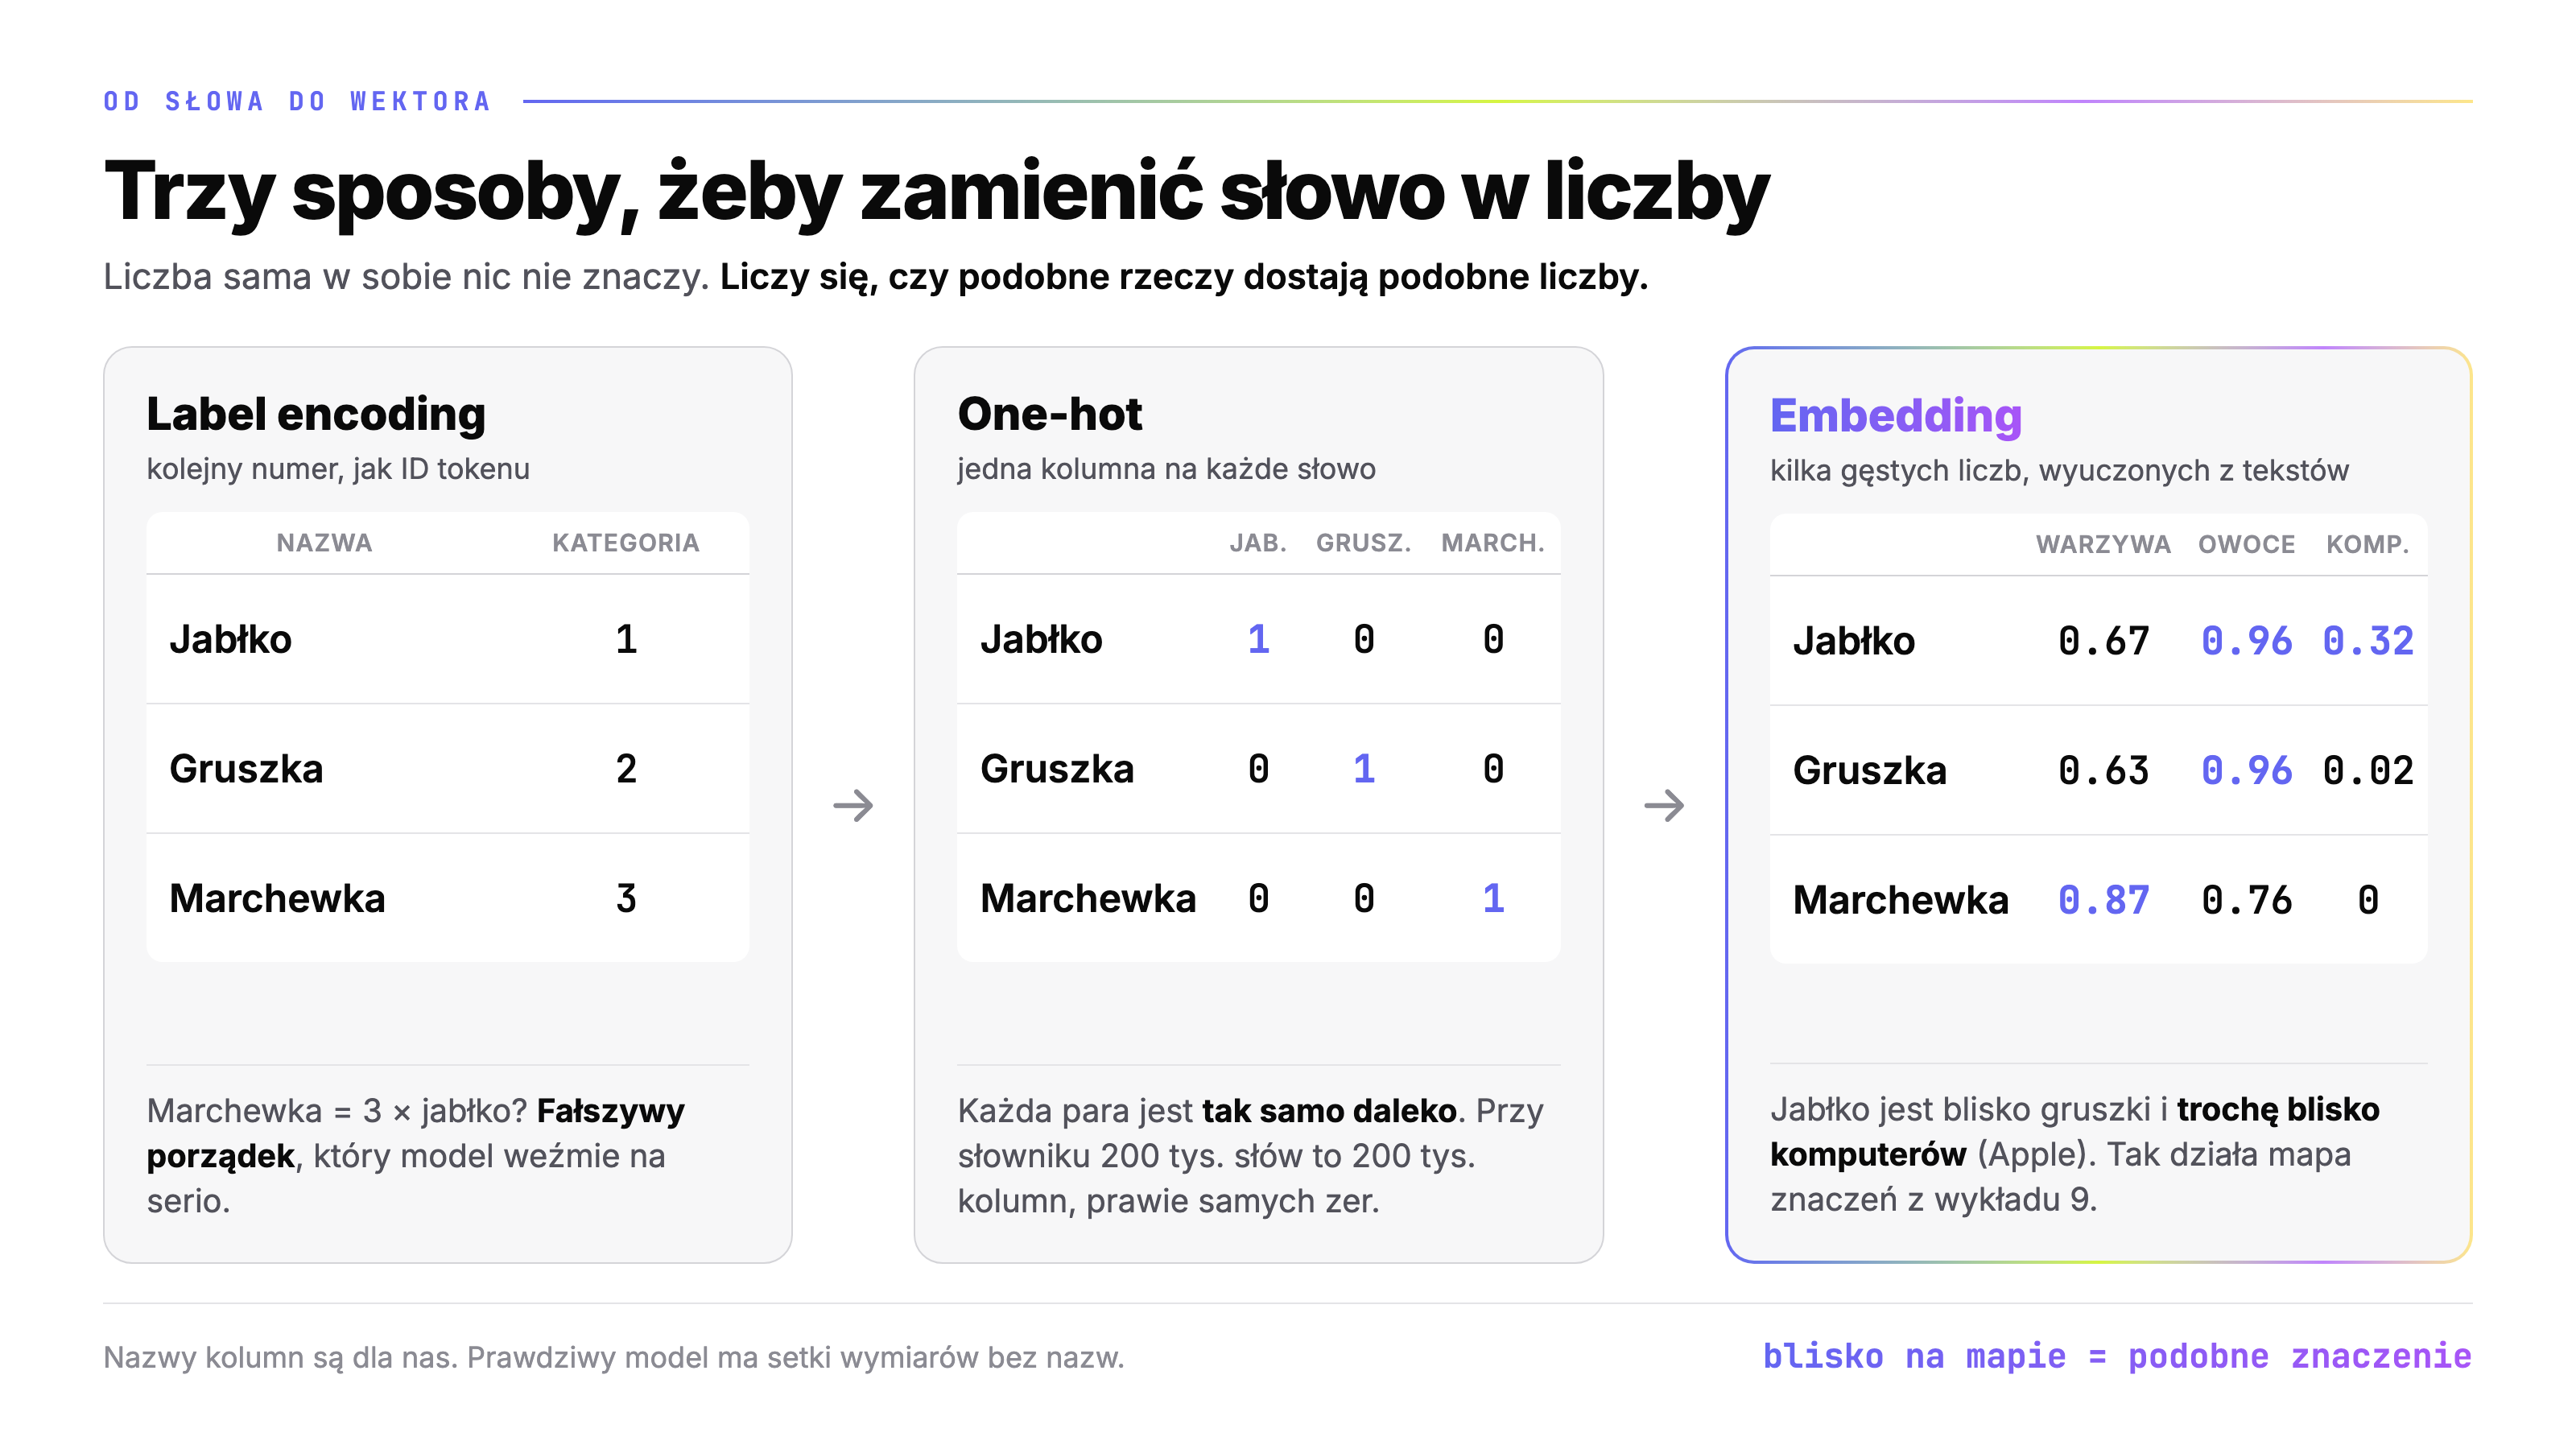 OD SŁOWA DO WEKTORA
Trzy sposoby, żeby zamienić słowo w liczby
Liczba sama w sobie nic nie znaczy. Liczy się, czy podobne rzeczy dostają podobne liczby.
Label encoding
kolejny numer, jak ID tokenu
NAZWA KATEGORIA
Jabłko 1
Gruszka 2
Marchewka 3
Marchewka = 3 × jabłko? Fałszywy
porządek, który model weźmie na
serio.
→
One-hot
jedna kolumna na każde słowo
JAB. GRUSZ. MARCH.
Jabłko 1 0 0
Gruszka 0 1 0
Marchewka 0 0 1
Każda para jest tak samo daleko. Przy
słowniku 200 tys. słów to 200 tys.
kolumn, prawie samych zer.
→
Embedding
kilka gęstych liczb, wyuczonych z tekstów
WARZYWA OWOCE KOMP.
Jabłko 0.67 0.96 0.32
Gruszka 0.63 0.96 0.02
Marchewka 0.87 0.76 0
Jabłko jest blisko gruszki i trochę blisko
komputerów (Apple). Tak działa mapa
znaczeń z wykładu 9.
Nazwy kolumn są dla nas. Prawdziwy model ma setki wymiarów bez nazw.
blisko na mapie = podobne znaczenie